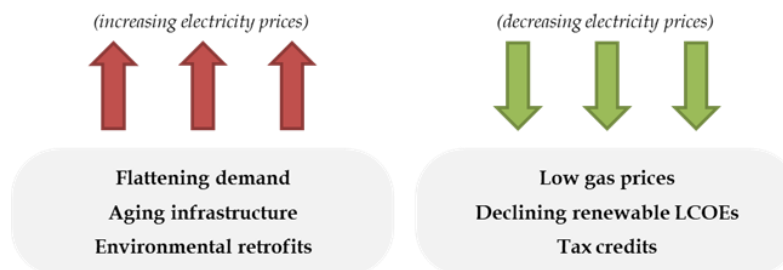 (increasing electricity prices)
Flattening demand
Aging infrastructure
Environmental retrofits
(decreasing electricity prices)
Low gas prices
Declining renewable LCOEs
Tax credits